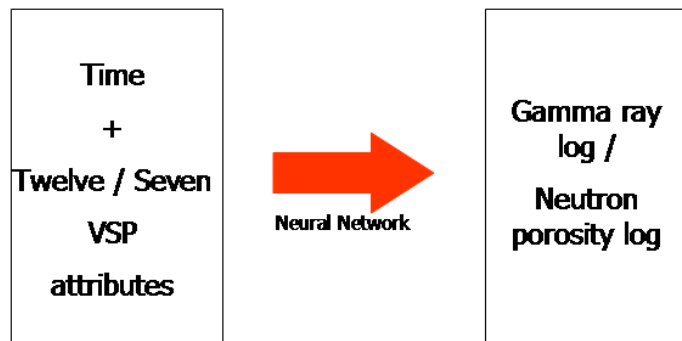 Time
+
Twelve / Seven
VSP
attributes
Neural Network
Gamma ray
log /
Neutron
porosity log